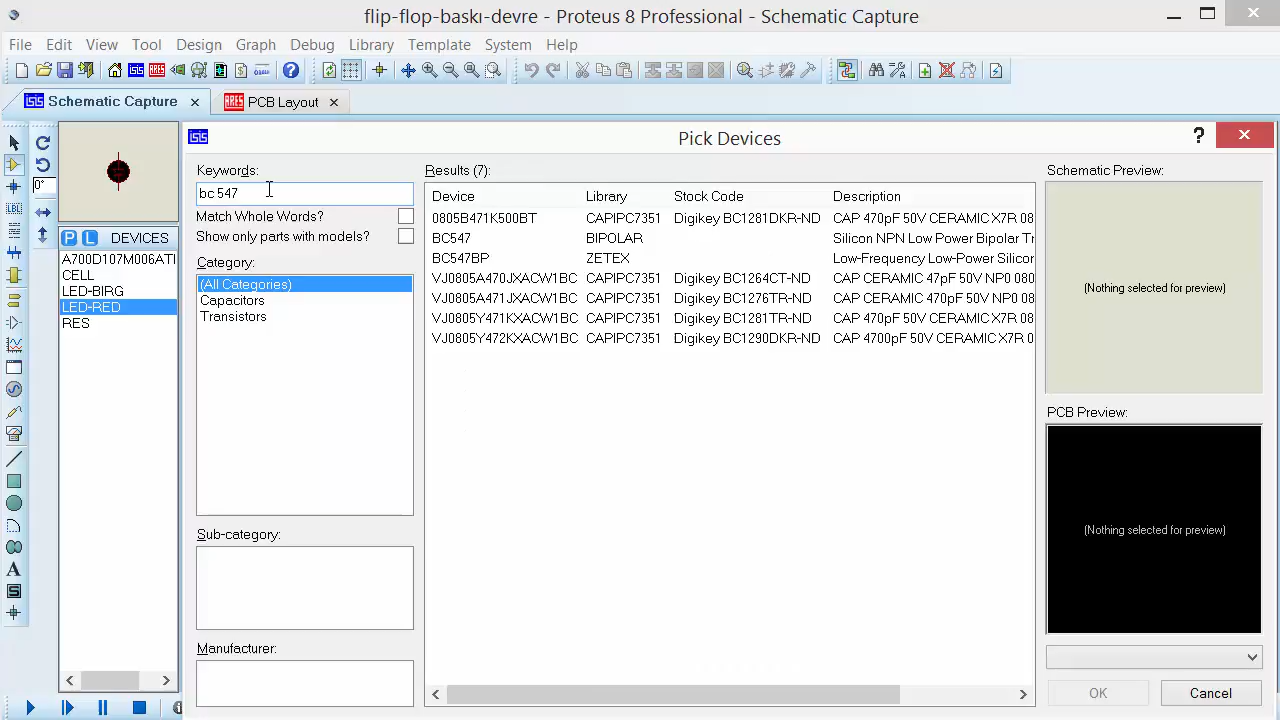 flip-flop-baskı-devre - Proteus 8 Professional - Schematic Capture
File Edit View Tool Design Graph Debug Library Template System Help
Schematic Capture
PCB Layout
Pick Devices
0°
P L DEVICES
A700D107M006ATI
CELL
LED-BIRG
LED-RED
RES
Keywords:
bc 547
Match Whole Words?
Show only parts with models?
Category:
(All Categories)
Capacitors
Transistors
Sub-category:
Manufacturer:
Results (7):
Device Library Stock Code Description
0805B471K500BT CAPIPC7351 Digikey BC1281DKR-ND CAP 470pF 50V CERAMIC X7R 08
BC547 BIPOLAR Silicon NPN Low Power Bipolar Tr
BC547BP ZETEX Low-Frequency Low-Power Silicon
VJ0805A470JXACW1BC CAPIPC7351 Digikey BC1264CT-ND CAP CERAMIC 47pF 50V NP0 080
VJ0805A471JXACW1BC CAPIPC7351 Digikey BC1275TR-ND CAP CERAMIC 470pF 50V NP0 08
VJ0805Y471KXACW1BC CAPIPC7351 Digikey BC1281TR-ND CAP 470pF 50V CERAMIC X7R 08
VJ0805Y472KXACW1BC CAPIPC7351 Digikey BC1290DKR-ND CAP 4700pF 50V CERAMIC X7R 0
Schematic Preview:
(Nothing selected for preview)
PCB Preview:
(Nothing selected for preview)
OK Cancel